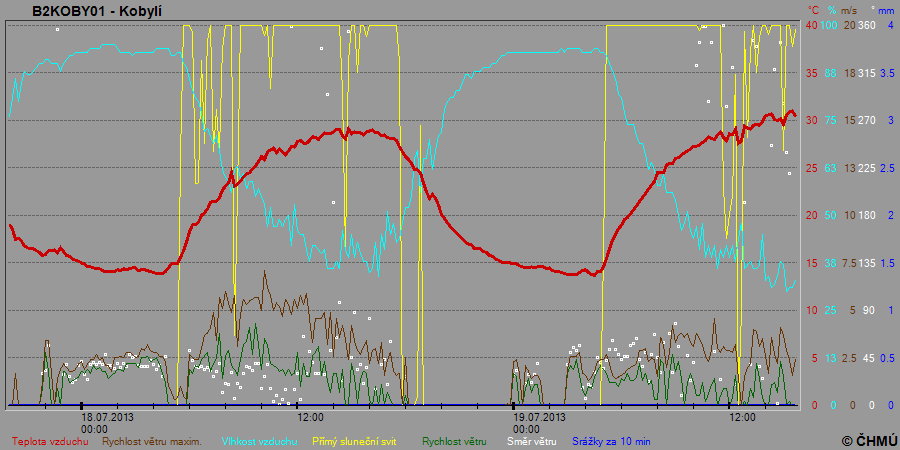 B2KOBY01 - Kobylí
°C % m/s ° mm
40 100 20 360 4
35 88 18 315 3.5
30 75 15 270 3
25 63 13 225 2.5
20 50 10 180 2
15 38 7.5 135 1.5
10 25 5 90 1
5 13 2.5 45 0.5
0 0 0 0 0
18.07.2013 12:00 19.07.2013 12:00
00:00 00:00
Teplota vzduchu Rychlost větru maxim. Vlhkost vzduchu Přímý sluneční svit Rychlost větru Směr větru Srážky za 10 min © ČHMÚ